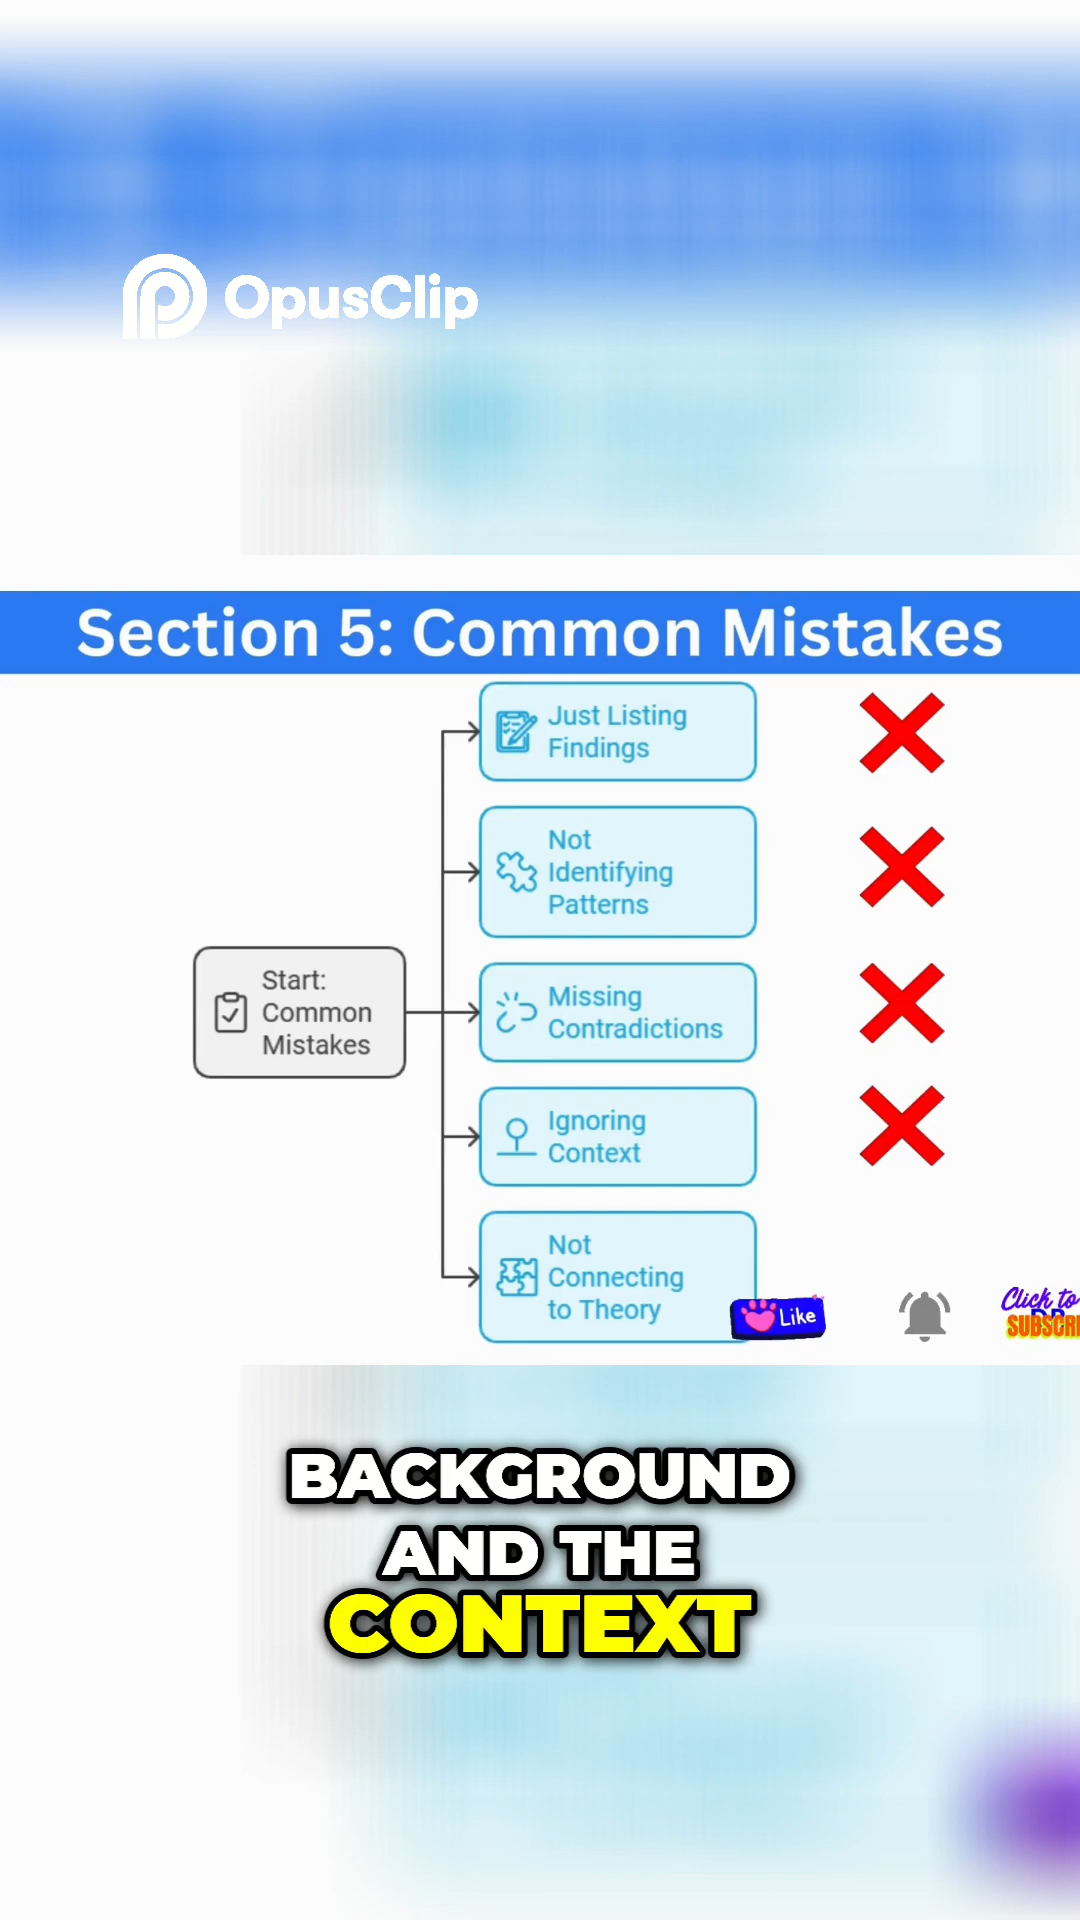 OpusClip
Section 5: Common Mistakes
Just Listing
Findings
Not
Identifying
Patterns
Start:
Common
Mistakes
Missing
Contradictions
Ignoring
Context
Not
Connecting
to Theory
Like
Click to
BACKGROUND
AND THE
CONTEXT